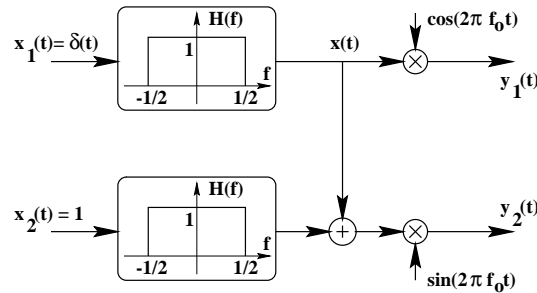 cos(2π fₒt)
H(f)
x₁(t)= δ(t)
x(t)
1
f
×
y₁(t)
-1/2
1/2
H(f)
y₂(t)
x₂(t) = 1
1
f
+
×
-1/2
1/2
sin(2π fₒt)